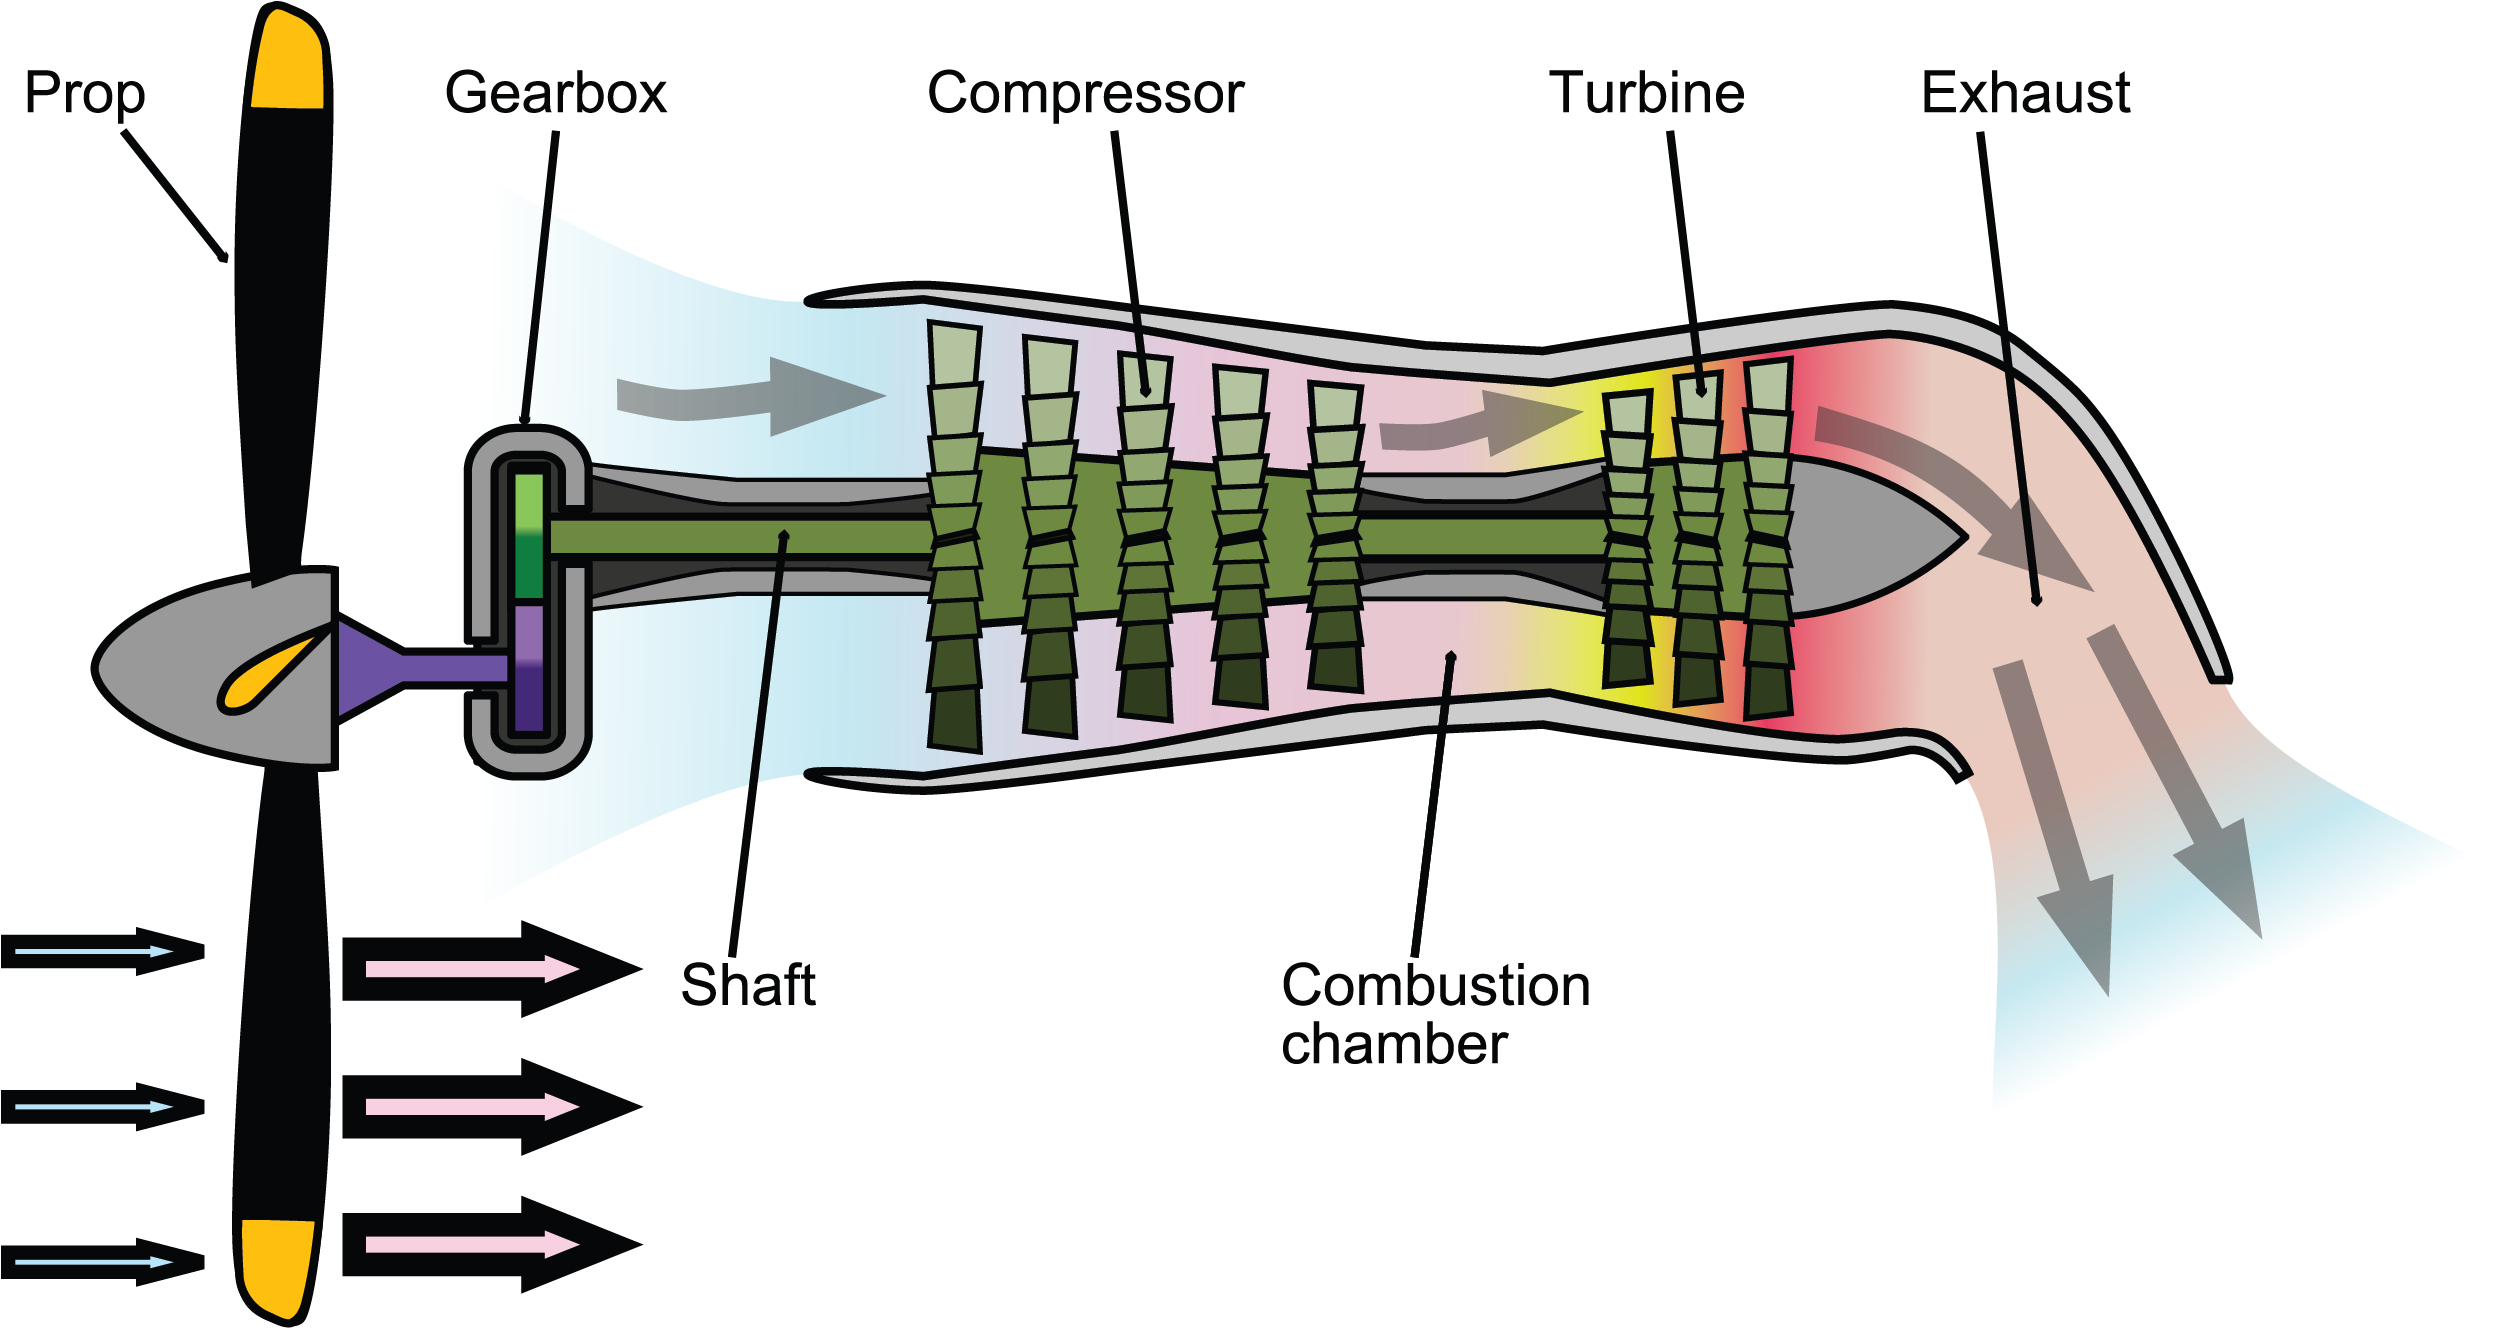 Prop
Gearbox
Compressor
Turbine
Exhaust
Shaft
Combustion
chamber